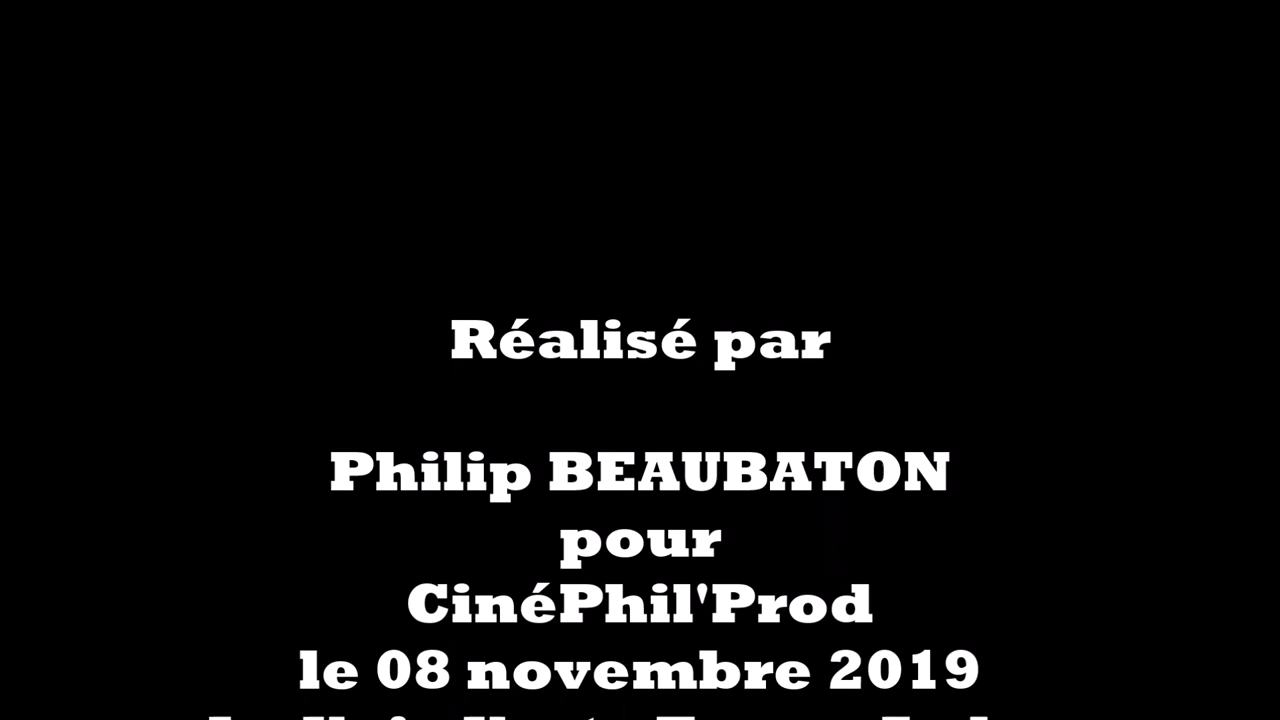 Réalisé par
Philip BEAUBATON
pour
CinéPhil'Prod
le 08 novembre 2019